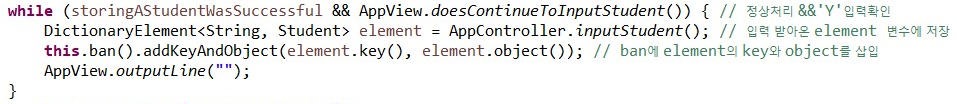 while (storingAStudentWasSuccessful && AppView.doesContinueToInputStudent()) { // 정상처리 &&'Y'입력확인
DictionaryElement<String, Student> element = AppController.inputStudent(); // 입력 받아온 element 변수에 저장
this.ban().addKeyAndObject(element.key(), element.object()); // ban에 element의 key와 object를 삽입
AppView.outputLine("");
}